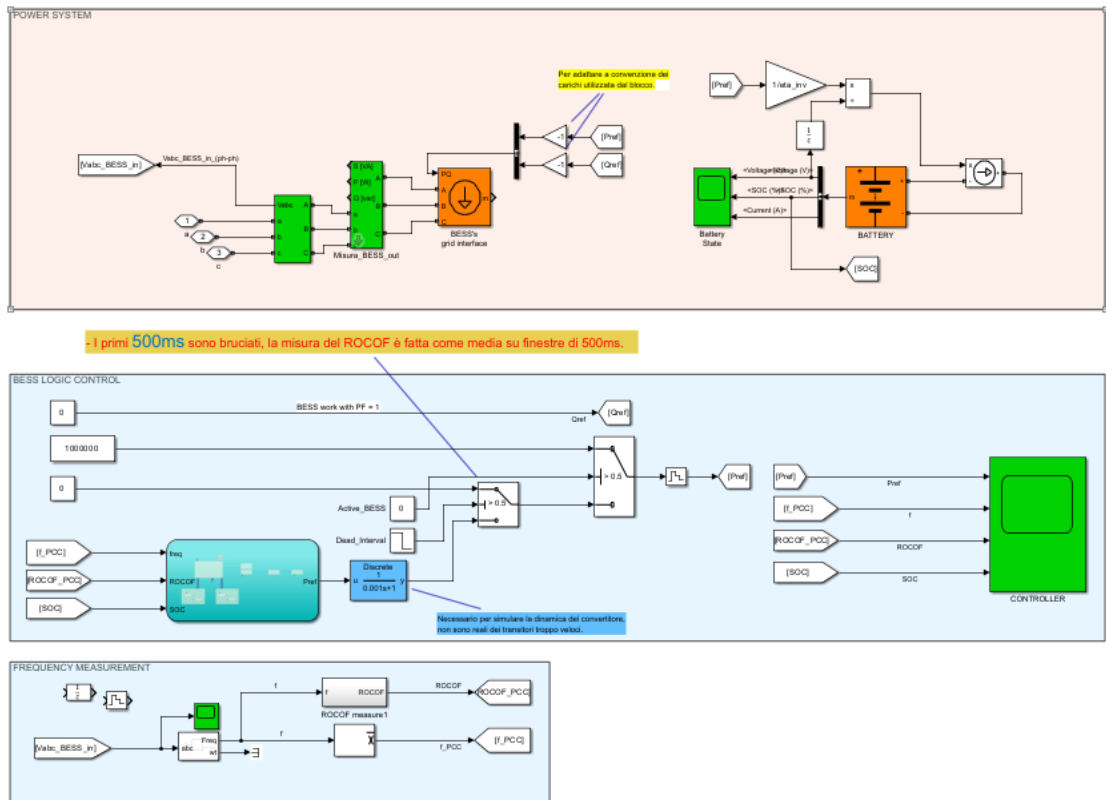 POWER SYSTEM
Per adattare a convenzione dei
carichi utilizzata dal blocco.
[Pref]
1/eta_inv
x
÷
1
z
[Pref]
-1
[Qref]
-1
[Vabc_BESS_in]
Vabc_BESS_in_(ph-ph)
S [VA]
P [W]
Q [var]
PQ
A
B
C
m
BESS's
grid interface
Vabc
A
a
B
b
C
c
A
a
B
b
C
1
a
2
b
3
c
Misura_BESS_out
<SOC (%)>
<Current (A)>
Battery
State
m
+
-
BATTERY
s
+
-
[SOC]
- I primi 500ms sono bruciati, la misura del ROCOF è fatta come media su finestre di 500ms.
BESS LOGIC CONTROL
0
BESS work with PF = 1
Qref
[Qref]
1000000
0
Active_BESS
0
> 0.5
> 0.5
[Pref]
Dead_Interval
[f_PCC]
[ROCOF_PCC]
[SOC]
freq
ROCOF
SOC
Pref
Discrete
u
1
0.001s+1
y
Necessario per simulare la dinamica del convertitore,
non sono reali dei transitori troppo veloci.
[Pref]
Pref
[f_PCC]
f
[ROCOF_PCC]
ROCOF
[SOC]
SOC
CONTROLLER
FREQUENCY MEASUREMENT
1
z
f
f
ROCOF
ROCOF
[ROCOF_PCC]
ROCOF measure1
[Vabc_BESS_in]
abc
Freq
wt
f
x
f_PCC
[f_PCC]